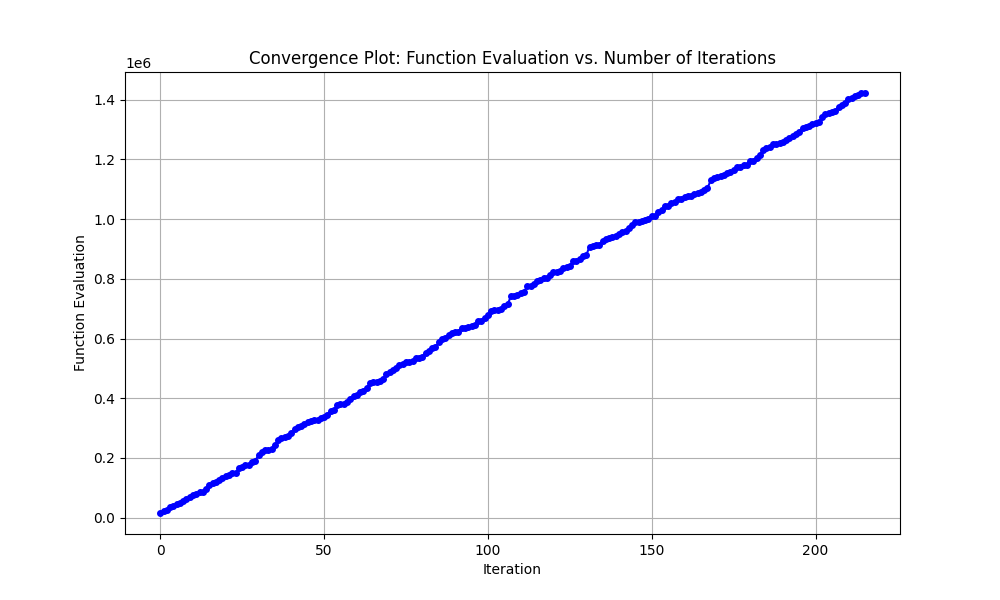 Convergence Plot: Function Evaluation vs. Number of Iterations
1e6
1.4
1.2
1.0
0.8
0.6
0.4
0.2
0.0
Function Evaluation
0 50 100 150 200
Iteration